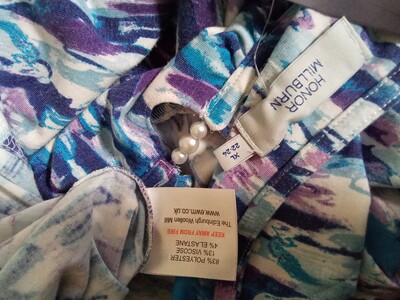 HONOR
MILLBURN
XL
22-24
83% POLYESTER
13% VISCOSE
4% ELASTANE
KEEP AWAY FROM FIRE
The Edinburgh Woollen Mill
www.ewm.co.uk